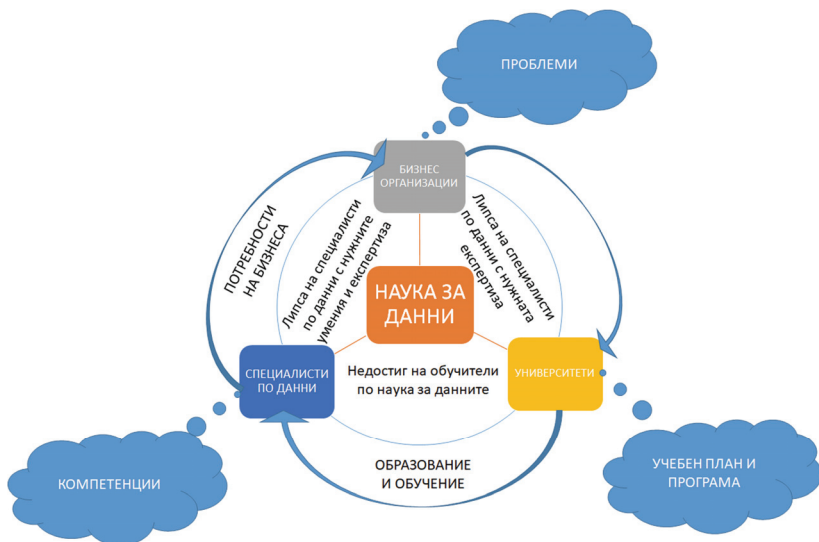 ПРОБЛЕМИ
БИЗНЕС
ОРГАНИЗАЦИИ
ПОТРЕБНОСТИ
НА БИЗНЕСА
Липса на специалисти
по данни с нужните
умения и експертиза
Липса на специалисти
по данни с нужната
експертиза
НАУКА ЗА
ДАННИ
СПЕЦИАЛИСТИ
ПО ДАННИ
Недостиг на обучители
по наука за данните
УНИВЕРСИТЕТИ
КОМПЕТЕНЦИИ
ОБРАЗОВАНИЕ
И ОБУЧЕНИЕ
УЧЕБЕН ПЛАН И
ПРОГРАМА